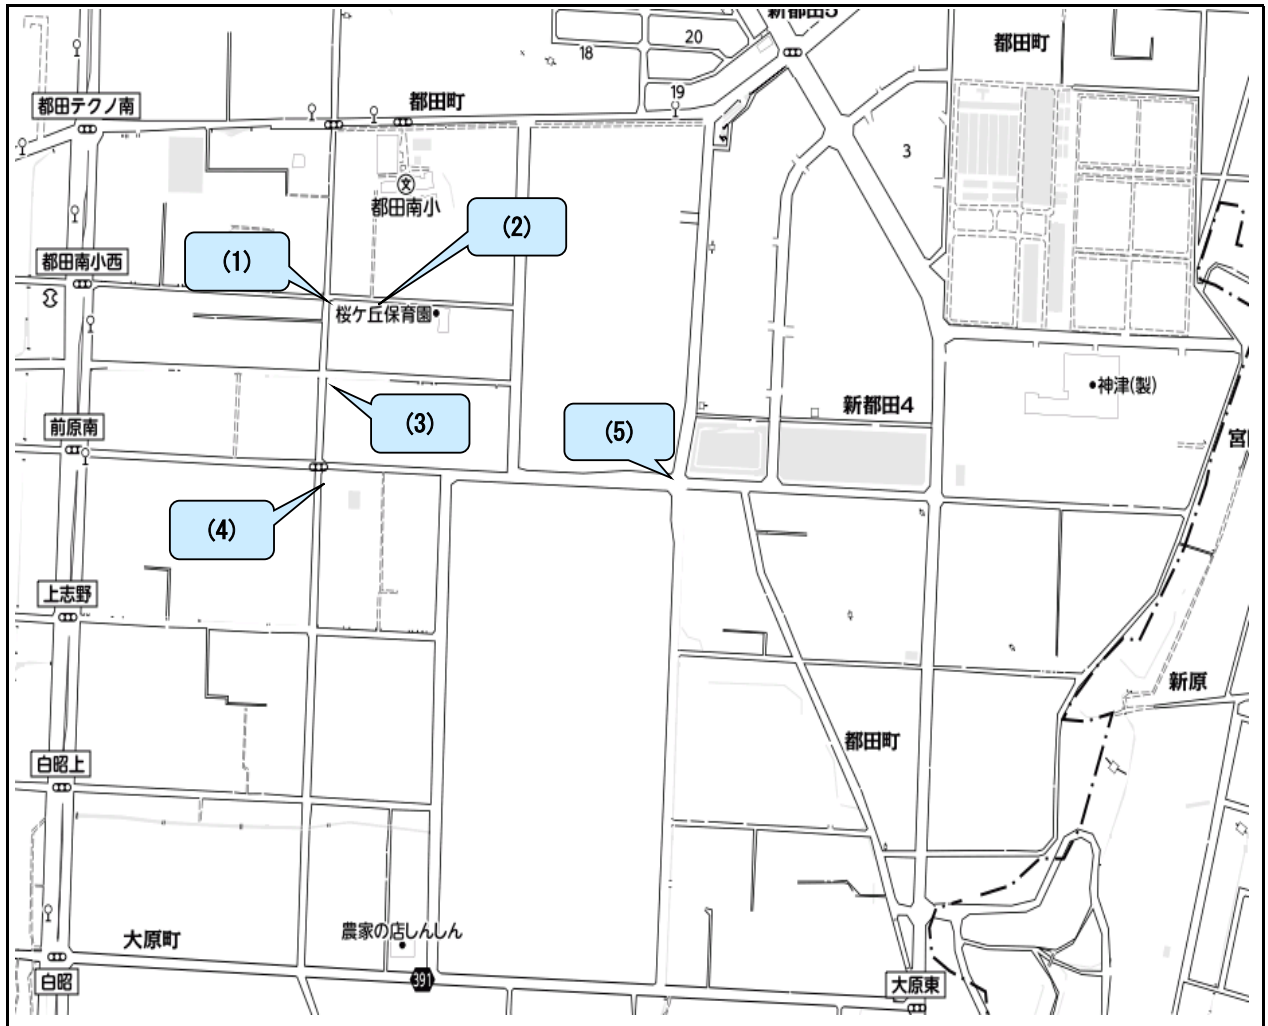 新都田5
20
18
都田町
都田テクノ南
都田町
19
3
文
都田南小
(2)
(1)
都田南小西
桜ケ丘保育園
神津(製)
新都田4
(3)
(5)
前原南
宮
(4)
上志野
新原
都田町
白昭上
大原町
農家の店しんしん
391
白昭
大原東